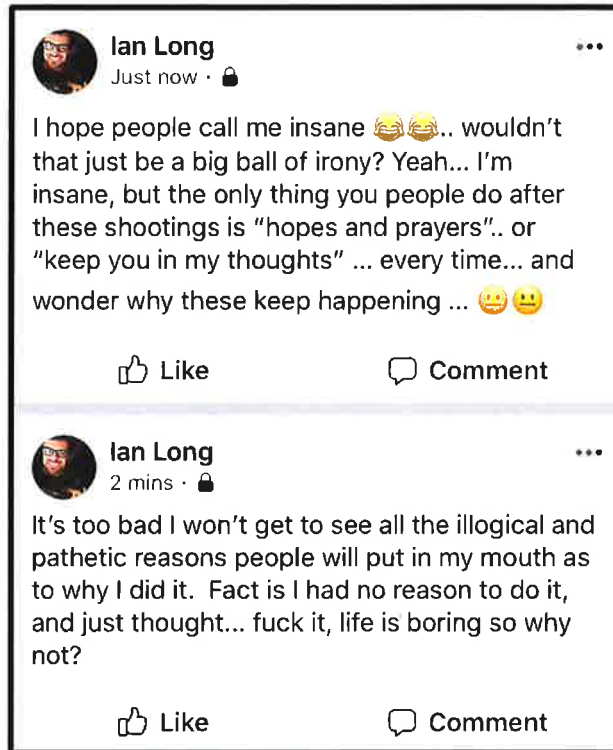 Ian Long
Just now ·
I hope people call me insane 😂😂.. wouldn’t
that just be a big ball of irony? Yeah... I’m
insane, but the only thing you people do after
these shootings is “hopes and prayers”.. or
“keep you in my thoughts” ... every time... and
wonder why these keep happening ... 😐😐
Like Comment
Ian Long
2 mins ·
It’s too bad I won’t get to see all the illogical and
pathetic reasons people will put in my mouth as
to why I did it.  Fact is I had no reason to do it,
and just thought... fuck it, life is boring so why
not?
Like Comment